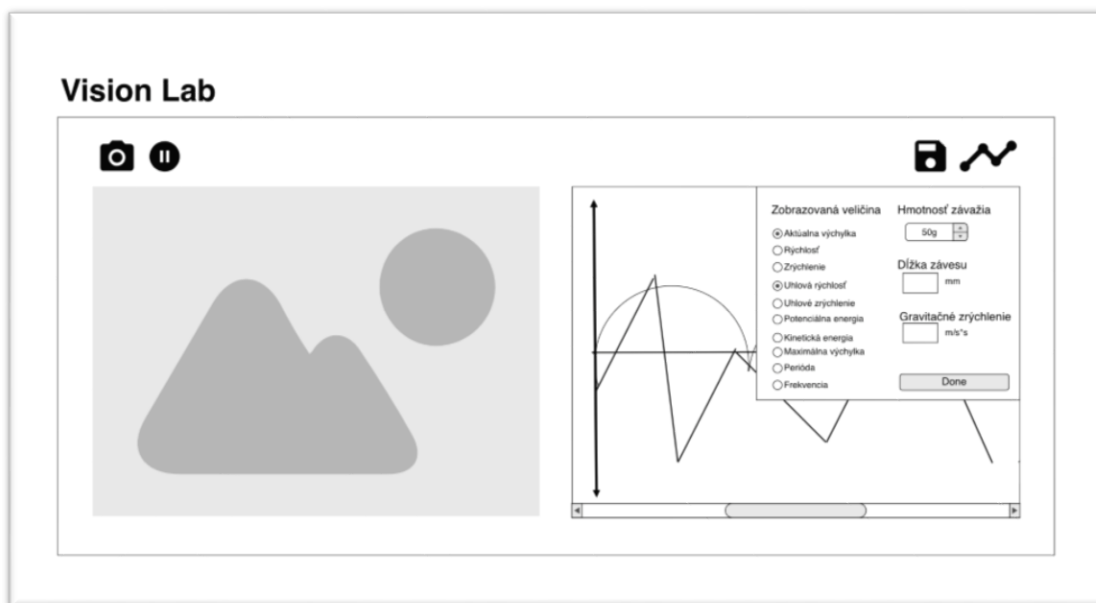 Vision Lab
Zobrazovaná veličina
Aktuálna výchylka
Rýchlosť
Zrýchlenie
Uhlová rýchlosť
Uhlové zrýchlenie
Potenciálna energia
Kinetická energia
Maximálna výchylka
Perióda
Frekvencia
Hmotnosť závažia
50g
Dĺžka závesu
mm
Gravitačné zrýchlenie
m/s*s
Done